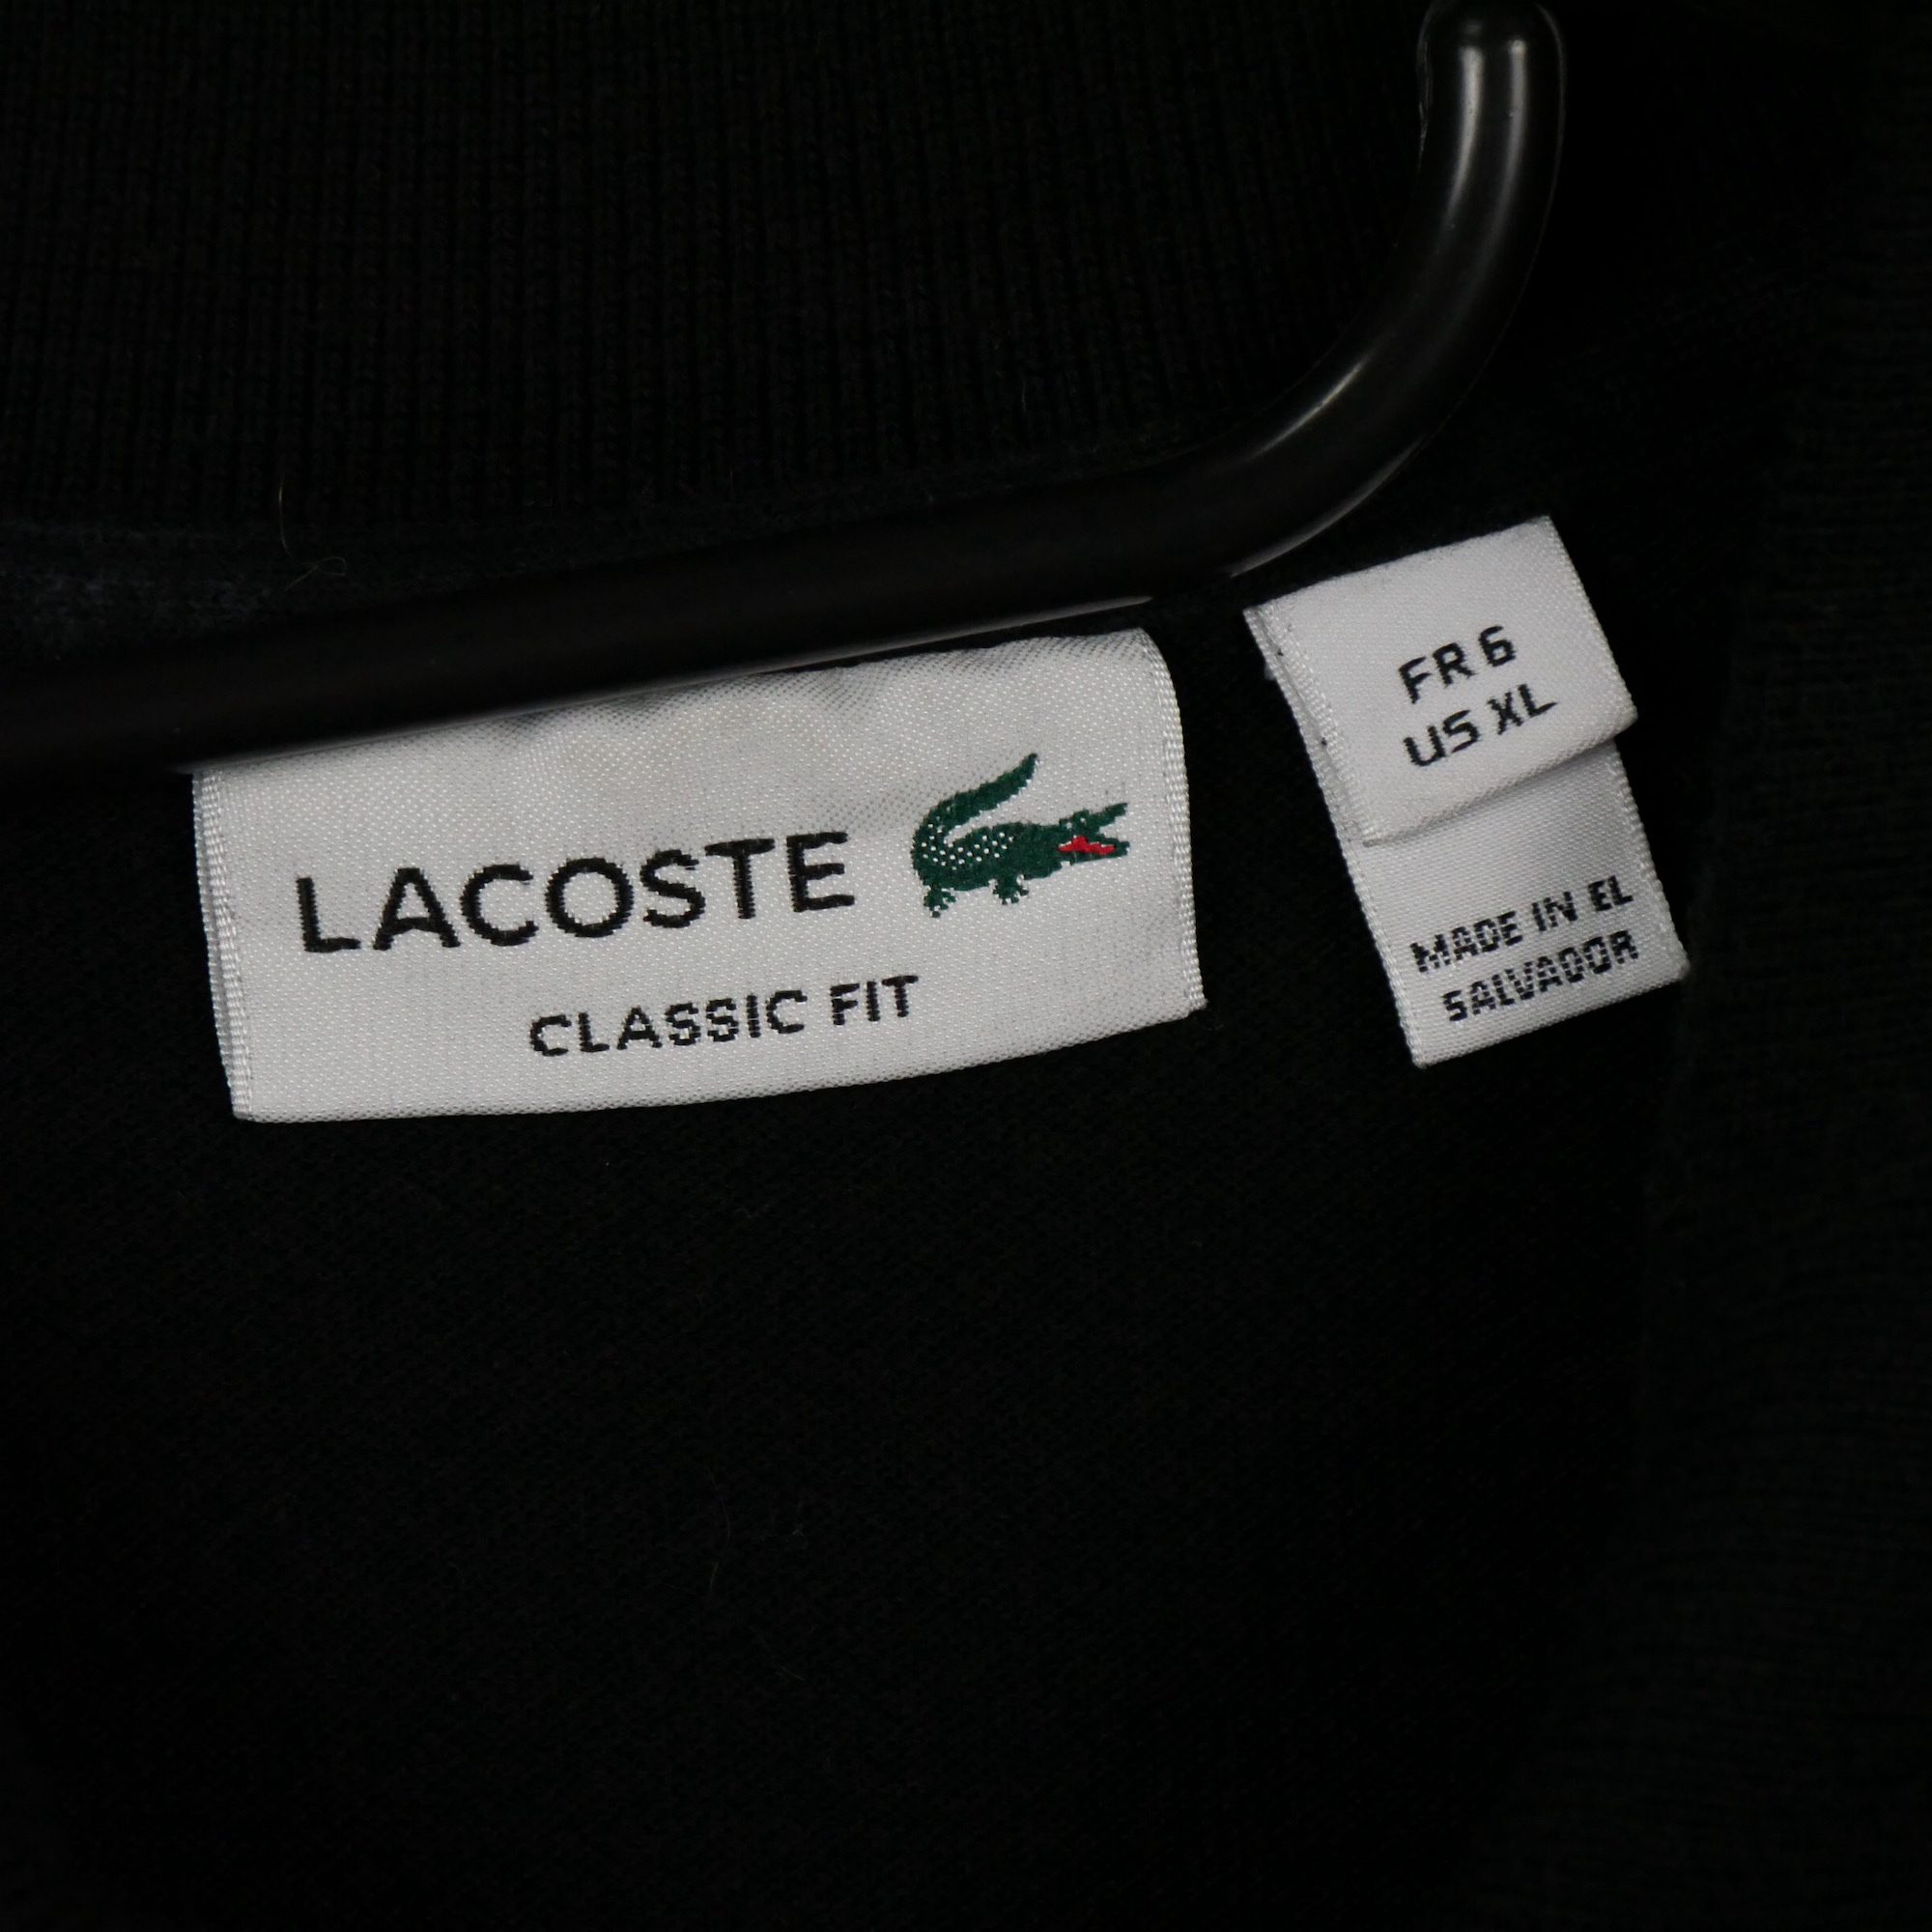 LACOSTE
CLASSIC FIT
FR 6
US XL
MADE IN EL
SALVADOR